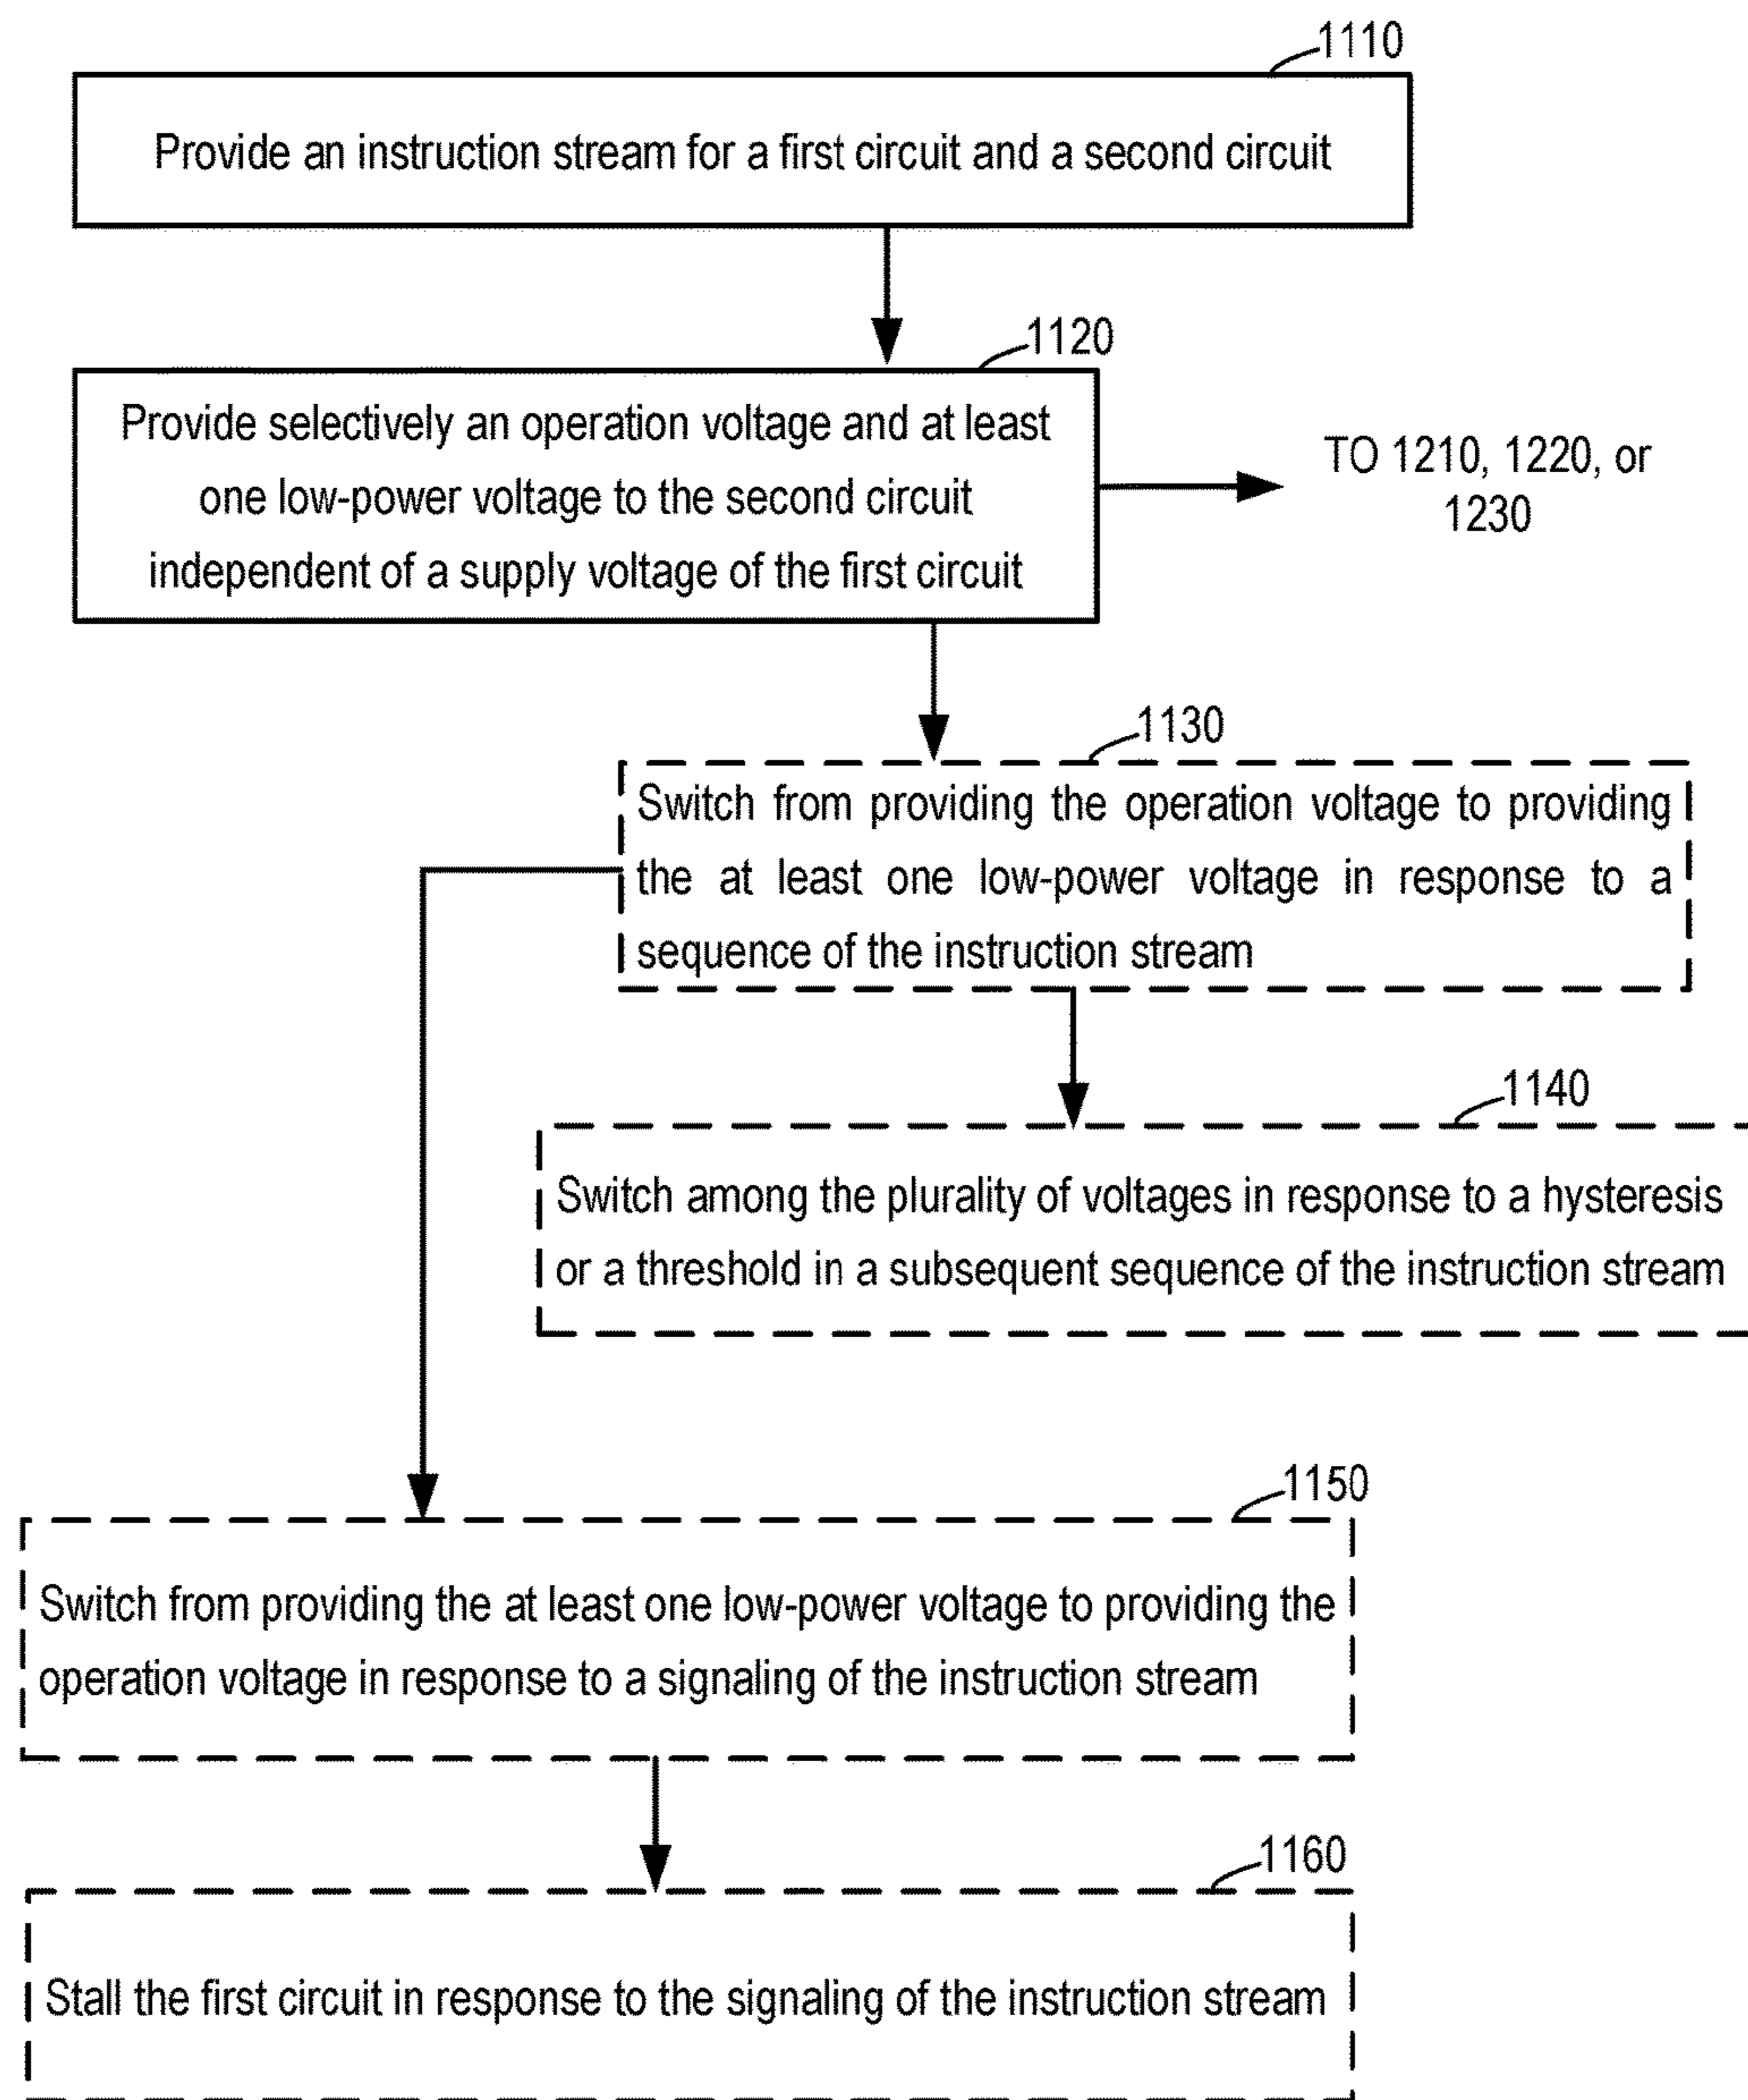 1110
Provide an instruction stream for a first circuit and a second circuit
1120
Provide selectively an operation voltage and at least
one low-power voltage to the second circuit
independent of a supply voltage of the first circuit
TO 1210, 1220, or
1230
1130
Switch from providing the operation voltage to providing
the at least one low-power voltage in response to a
sequence of the instruction stream
1140
Switch among the plurality of voltages in response to a hysteresis
or a threshold in a subsequent sequence of the instruction stream
1150
Switch from providing the at least one low-power voltage to providing the
operation voltage in response to a signaling of the instruction stream
1160
Stall the first circuit in response to the signaling of the instruction stream